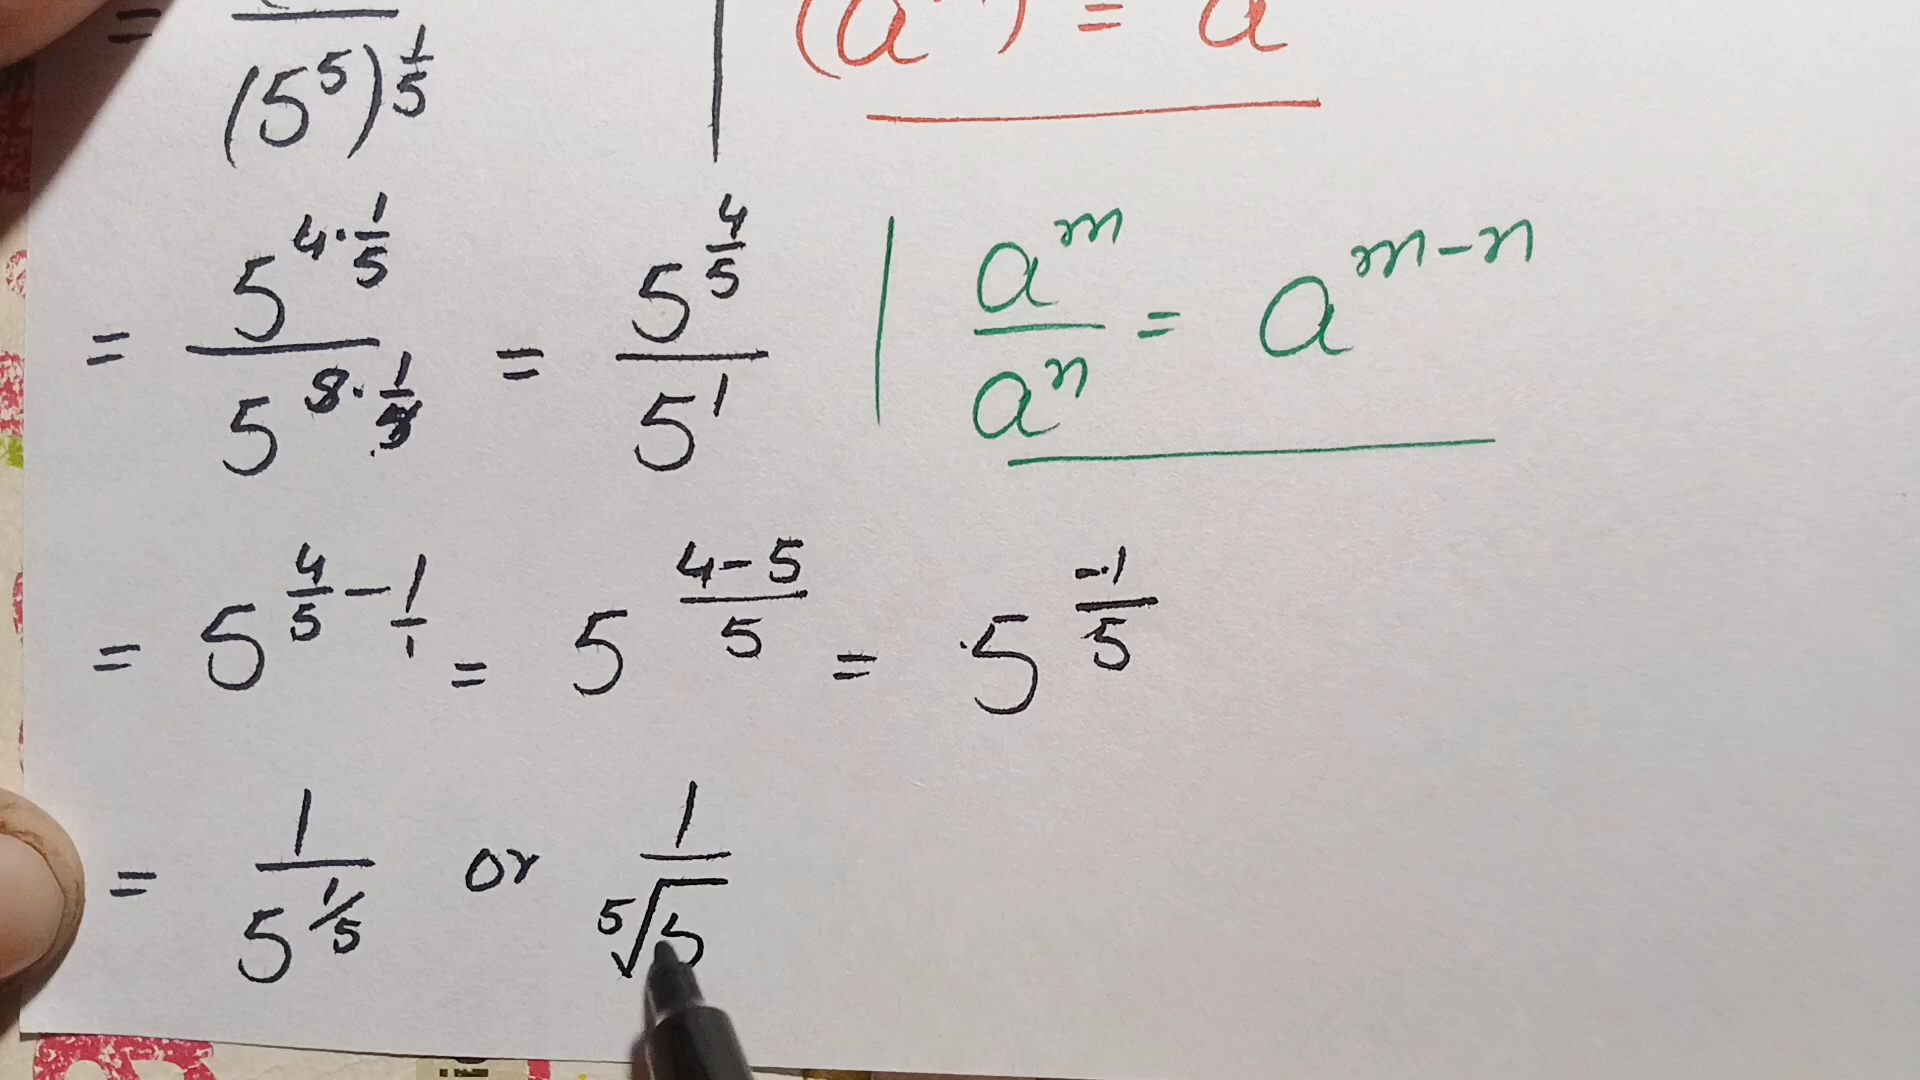 = (5^5)^(1/5) | (a^m) = a
= 5^(4·1/5) / 5^(5·1/5) = 5^(4/5) / 5^1 | a^m / a^n = a^(m-n)
= 5^(4/5 - 1/1) = 5^((4-5)/5) = 5^(-1/5)
= 1 / 5^(1/5) or 1 / ⁵√5